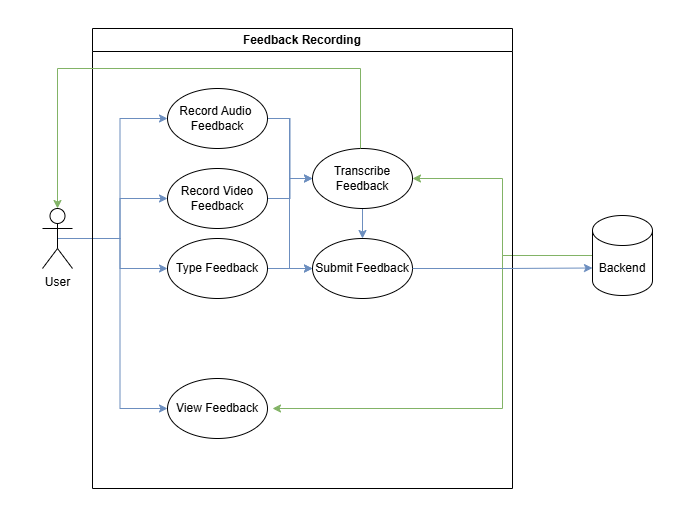 Feedback Recording
Record Audio
Feedback
Transcribe
Feedback
Record Video
Feedback
User
Type Feedback
Submit Feedback
Backend
View Feedback